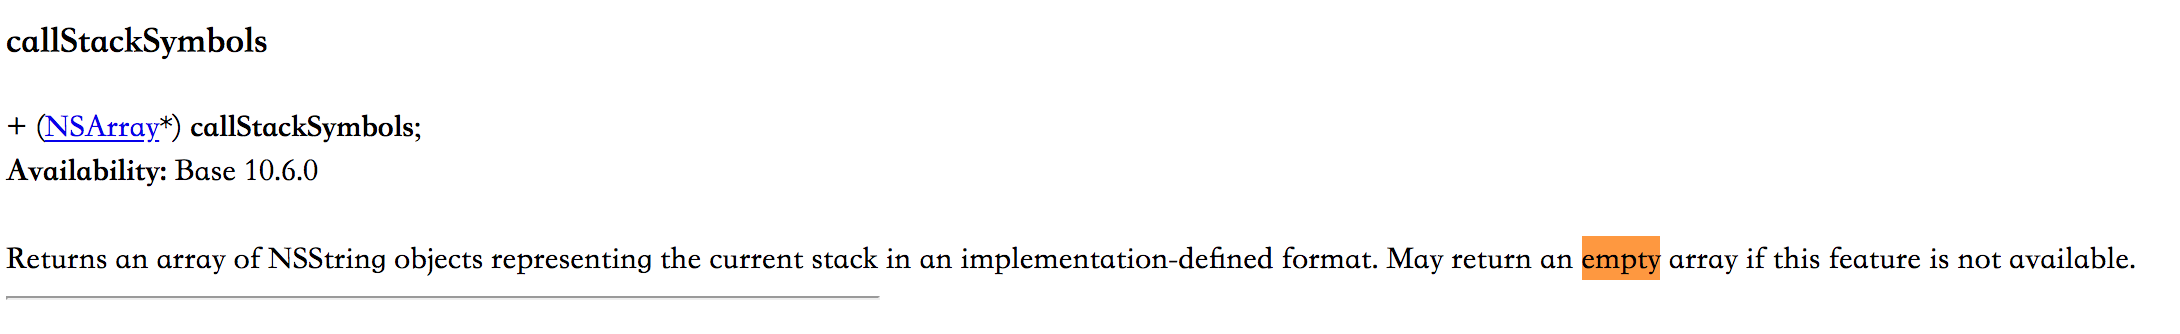 callStackSymbols
+ (NSArray*) callStackSymbols;
Availability: Base 10.6.0
Returns an array of NSString objects representing the current stack in an implementation-defined format. May return an empty array if this feature is not available.